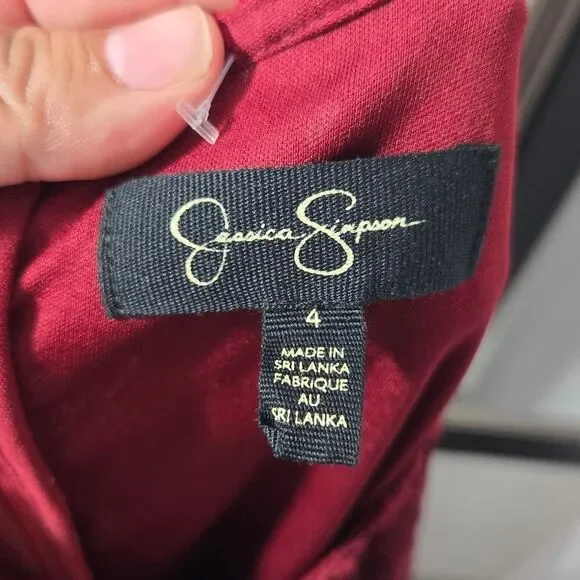 Jessica Simpson
4
MADE IN
SRI LANKA
FABRIQUE
AU
SRI LANKA